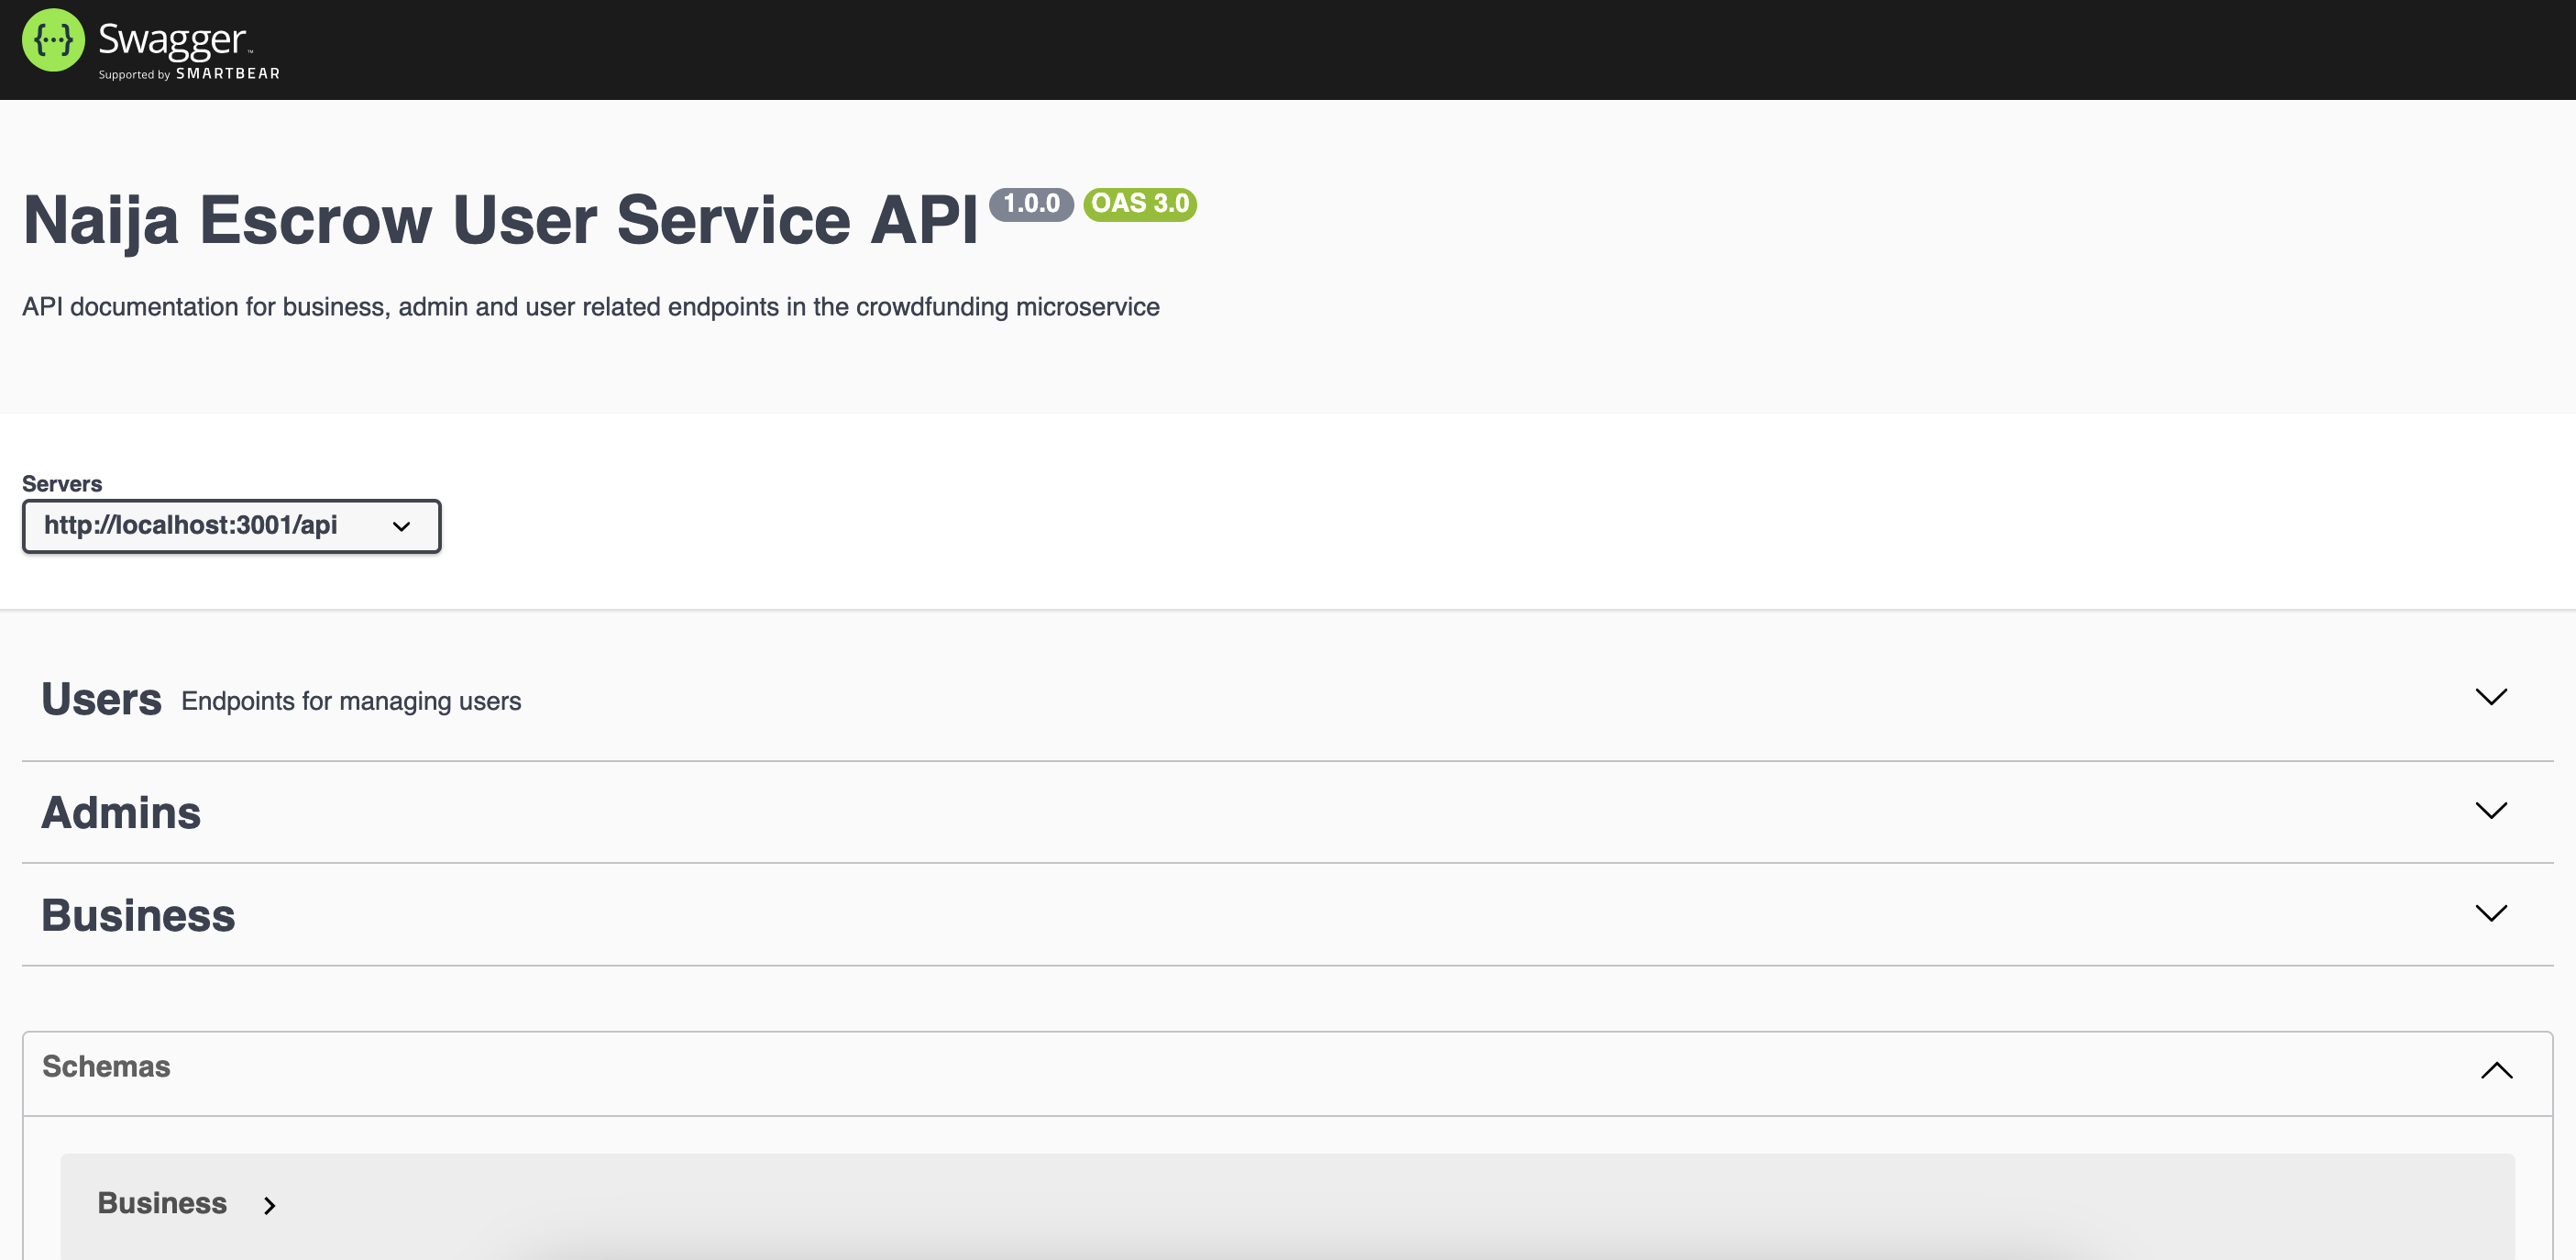 Swagger™
Supported by SMARTBEAR
Naija Escrow User Service API 1.0.0 OAS 3.0
API documentation for business, admin and user related endpoints in the crowdfunding microservice
Servers
http://localhost:3001/api
Users Endpoints for managing users
Admins
Business
Schemas
Business